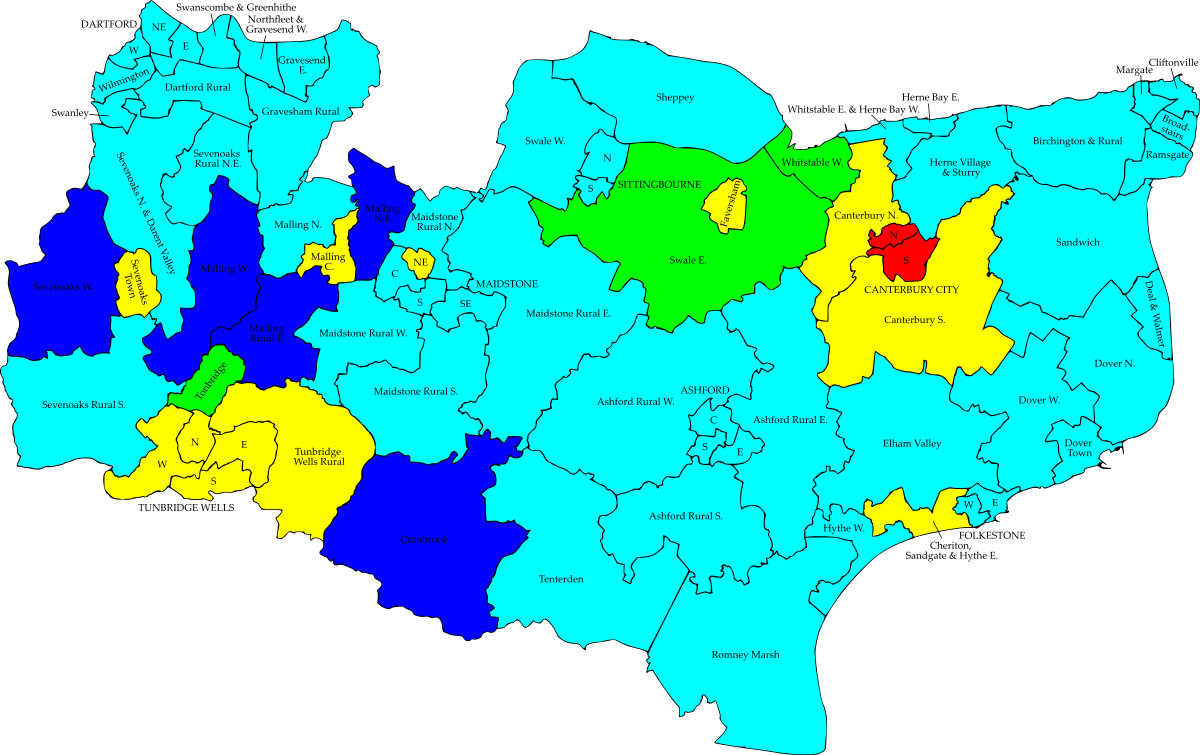 Swanscombe & Greenhithe
DARTFORD
NE
Northfleet &
Gravesend W.
W
E
Gravesend
E.
Wilmington
Dartford Rural
Swanley
Gravesham Rural
Sevenoaks N. & Darent Valley
Sevenoaks
Rural N.E.
Sheppey
Swale W.
N
S
SITTINGBOURNE
Whitstable W.
Faversham
Swale E.
Whitstable E. & Herne Bay W.
Herne Bay E.
Margate
Cliftonville
Broad-
stairs
Ramsgate
Birchington & Rural
Herne Village
& Sturry
Canterbury N.
N
S
CANTERBURY CITY
Canterbury S.
Sandwich
Deal & Walmer
Dover N.
Dover W.
Dover
Town
Malling N.
Malling
N.E.
Malling
C.
Malling W.
Malling
Rural E.
Maidstone
Rural N.
NE
C
S
SE
MAIDSTONE
Maidstone Rural W.
Maidstone Rural E.
Maidstone Rural S.
Sevenoaks W.
Sevenoaks
Town
Sevenoaks Rural S.
Tonbridge
N
E
W
S
TUNBRIDGE WELLS
Tunbridge
Wells Rural
Cranbrook
Ashford Rural W.
ASHFORD
C
S
E
Ashford Rural E.
Ashford Rural S.
Tenterden
Romney Marsh
Elham Valley
Hythe W.
W
E
FOLKESTONE
Cheriton,
Sandgate & Hythe E.